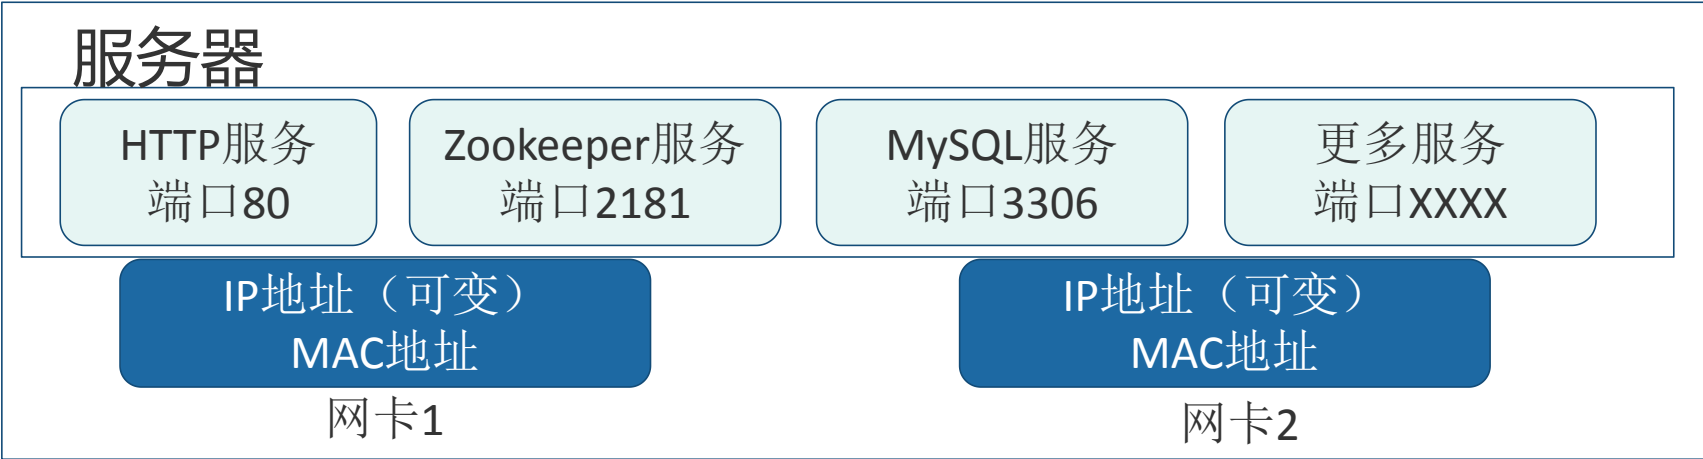 服务器
HTTP服务
端口80
Zookeeper服务
端口2181
MySQL服务
端口3306
更多服务
端口XXXX
IP地址（可变）
MAC地址
网卡1
IP地址（可变）
MAC地址
网卡2